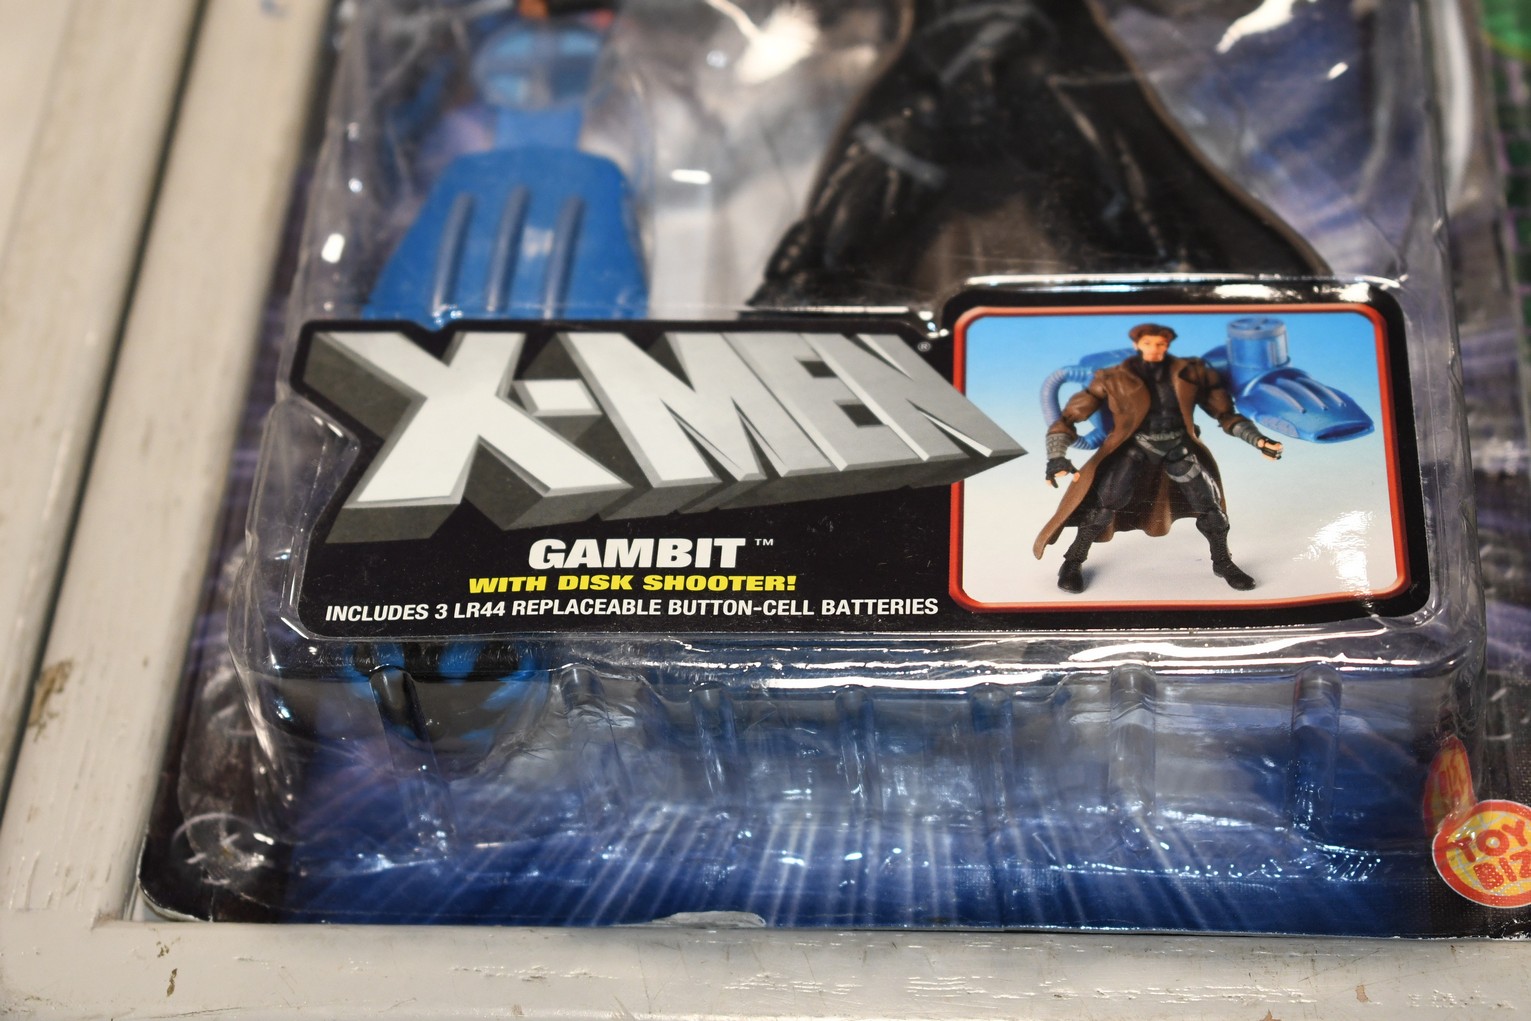 X-MEN®
GAMBIT™
WITH DISK SHOOTER!
INCLUDES 3 LR44 REPLACEABLE BUTTON-CELL BATTERIES
TOY
BIZ